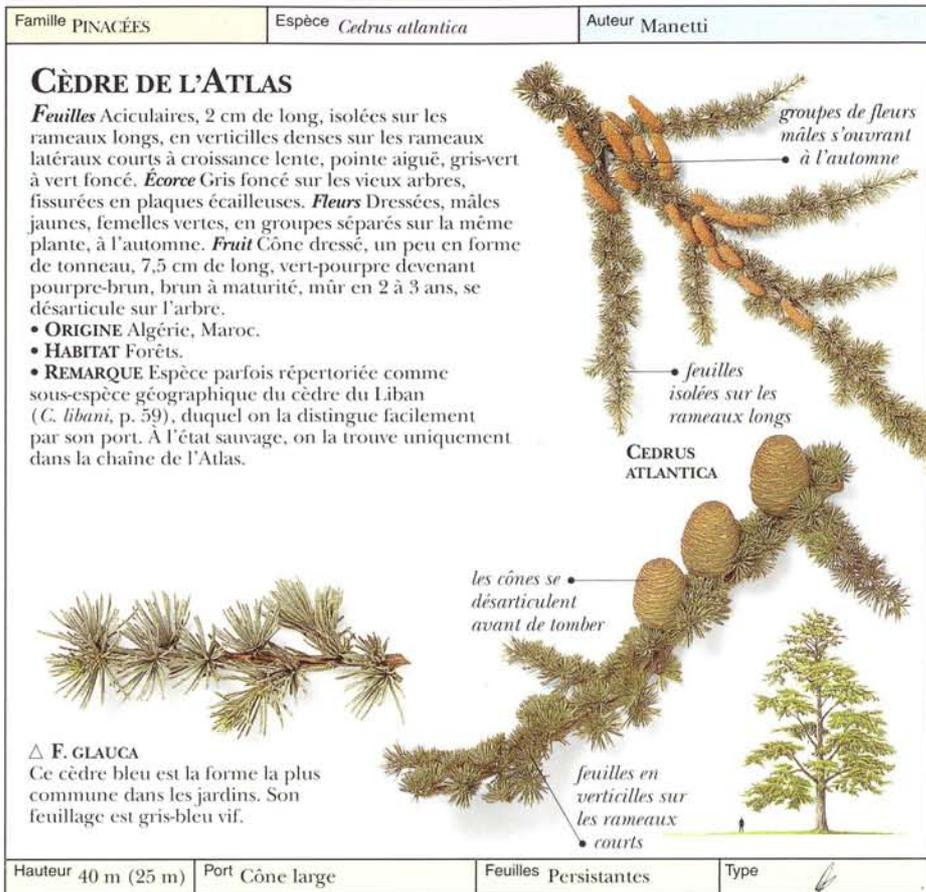 Famille PINACÉES
Espèce Cedrus atlantica
Auteur Manetti
CÈDRE DE L'ATLAS
Feuilles Aciculaires, 2 cm de long, isolées sur les
rameaux longs, en verticilles denses sur les rameaux
latéraux courts à croissance lente, pointe aiguë, gris-vert
à vert foncé. Écorce Gris foncé sur les vieux arbres,
fissurées en plaques écailleuses. Fleurs Dressées, mâles
jaunes, femelles vertes, en groupes séparés sur la même
plante, à l'automne. Fruit Cône dressé, un peu en forme
de tonneau, 7,5 cm de long, vert-pourpre devenant
pourpre-brun, brun à maturité, mûr en 2 à 3 ans, se
désarticule sur l'arbre.
• ORIGINE Algérie, Maroc.
• HABITAT Forêts.
• REMARQUE Espèce parfois répertoriée comme
sous-espèce géographique du cèdre du Liban
(C. libani, p. 59), duquel on la distingue facilement
par son port. À l'état sauvage, on la trouve uniquement
dans la chaîne de l'Atlas.
groupes de fleurs
mâles s'ouvrant
• à l'automne
• feuilles
isolées sur les
rameaux longs
CEDRUS
ATLANTICA
les cônes se •
désarticulent
avant de tomber
△ F. GLAUCA
Ce cèdre bleu est la forme la plus
commune dans les jardins. Son
feuillage est gris-bleu vif.
feuilles en
verticilles sur
les rameaux
• courts
Hauteur 40 m (25 m)
Port Cône large
Feuilles Persistantes
Type